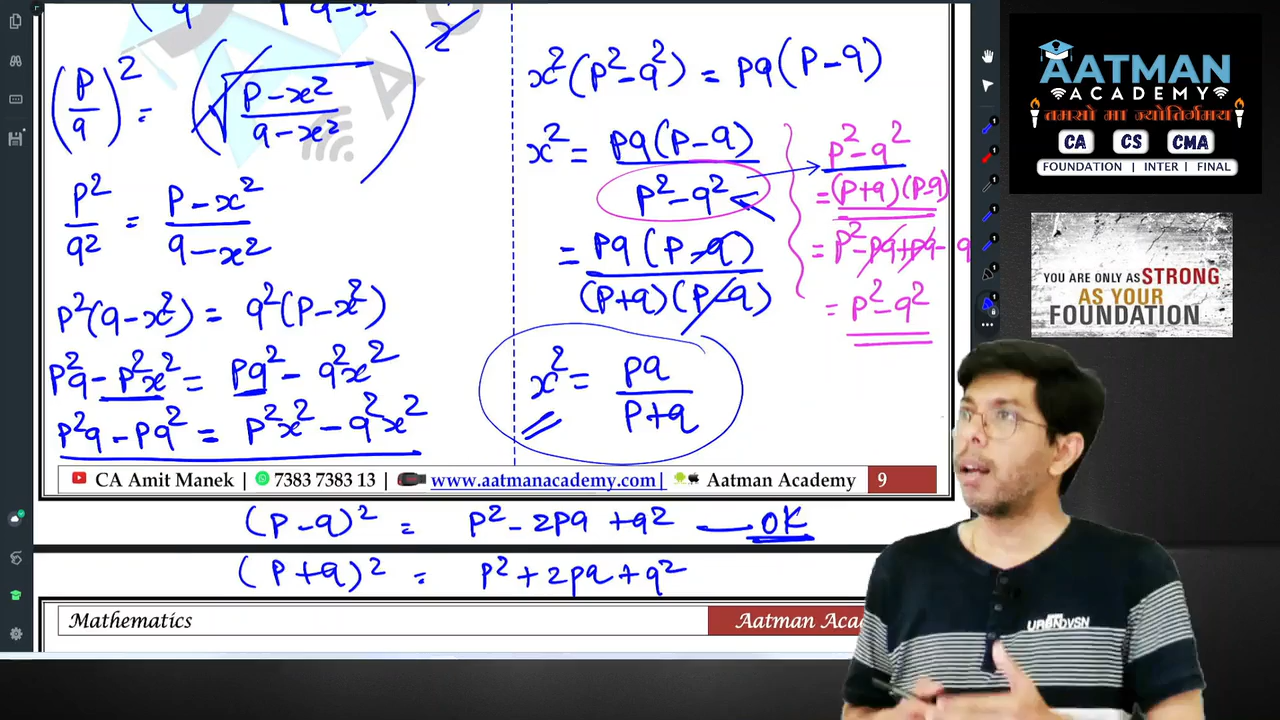 (p/q)² = (√(p-x²/q-x²))²
p²/q² = p-x²/q-x²
p²(q-x²) = q²(p-x²)
p²q - p²x² = pq² - q²x²
p²q - pq² = p²x² - q²x²
x²(p²-q²) = pq(p-q)
x² = pq(p-q)/p²-q²
= pq(p-q)/(p+q)(p-q)
x² = pq/p+q
p²-q²
= (p+q)(p-q)
= p²-pq+pq-q
= p²-q²
CA Amit Manek | 7383 7383 13 | www.aatmanacademy.com| Aatman Academy 9
(p-q)² = p²-2pq+q² — OK
(p+q)² = p²+2pq+q²
Mathematics
AATMAN
ACADEMY
तमसो मा ज्योतिर्गमय
CA CS CMA
FOUNDATION | INTER | FINAL
YOU ARE ONLY AS STRONG
AS YOUR
FOUNDATION